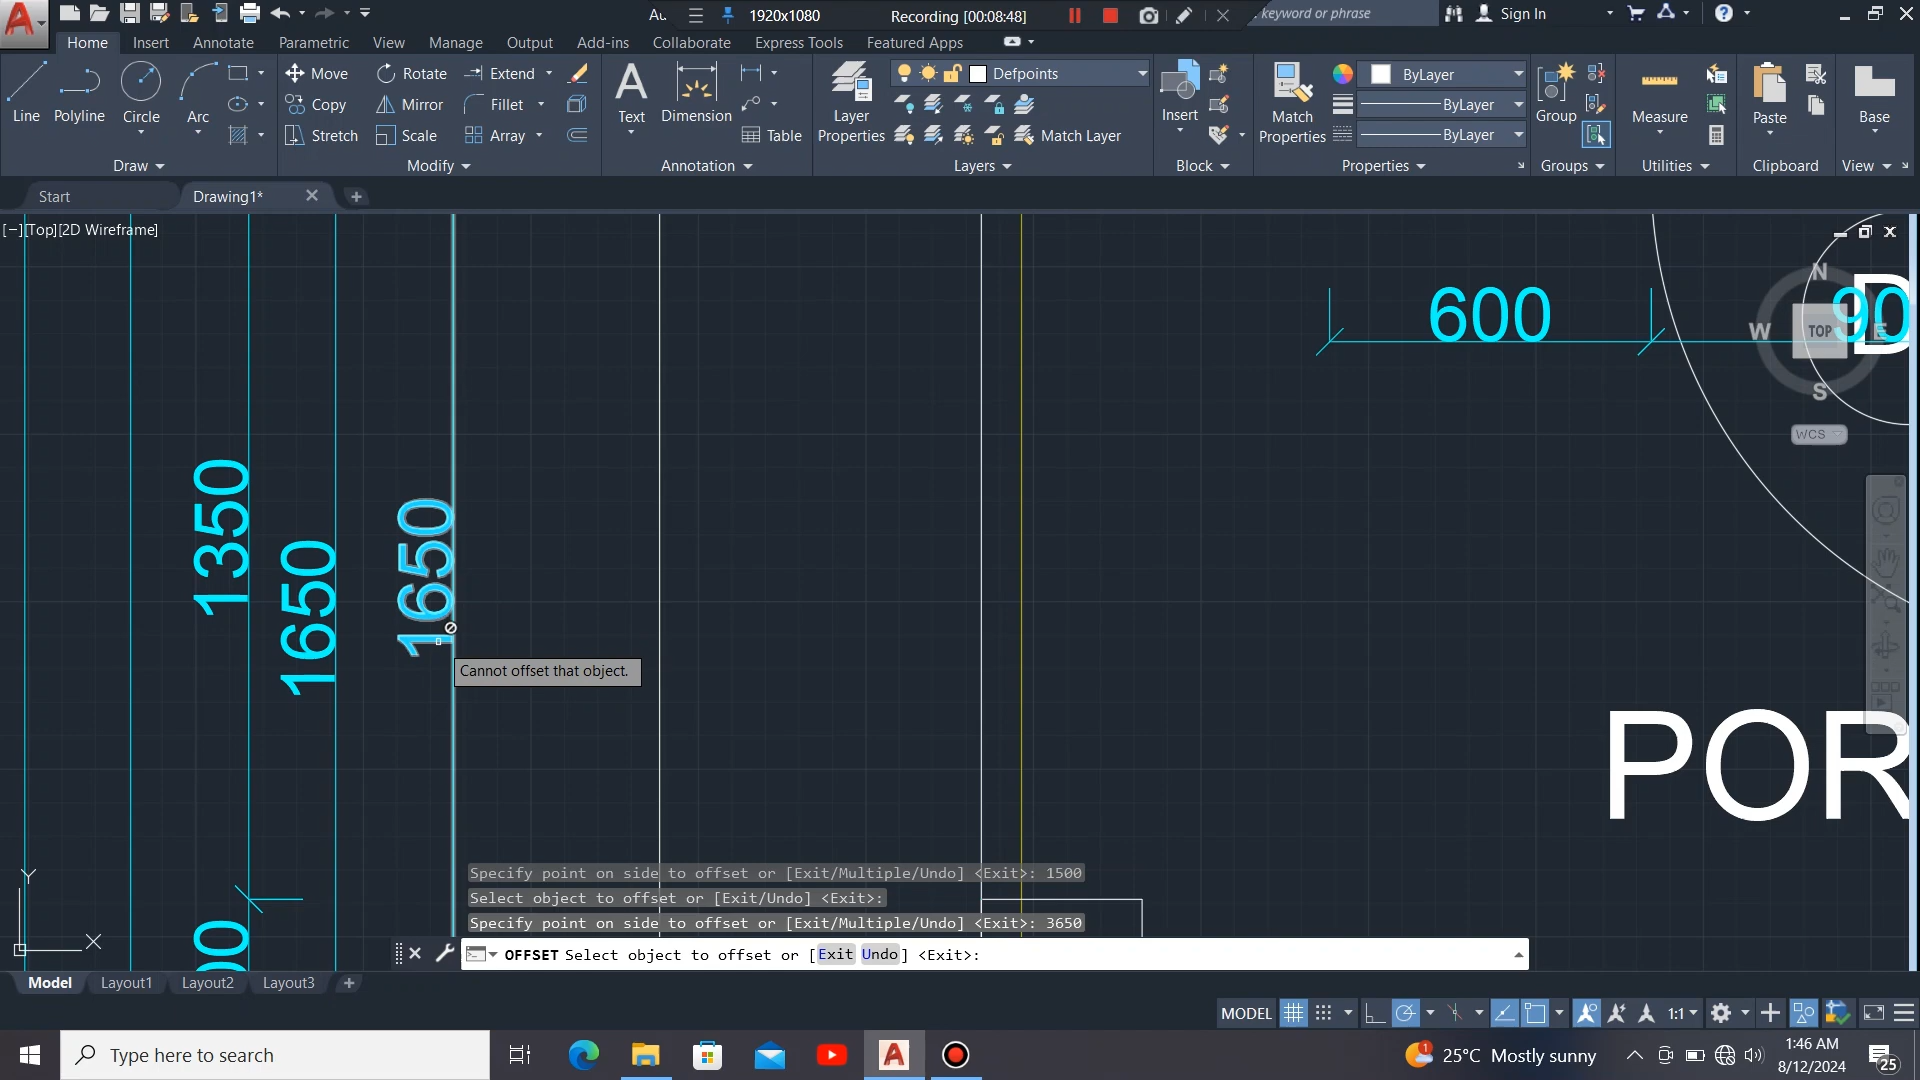 Au
1920x1080
Recording [00:08:48]
keyword or phrase
Sign In
Home
Insert
Annotate
Parametric
View
Manage
Output
Add-ins
Collaborate
Express Tools
Featured Apps
Line
Polyline
Circle
Arc
Move
Rotate
Extend
Copy
Mirror
Fillet
Stretch
Scale
Array
Text
Dimension
Table
Layer
Properties
Defpoints
Match Layer
Insert
Match
Properties
ByLayer
ByLayer
ByLayer
Group
Measure
Paste
Base
Draw
Modify
Annotation
Layers
Block
Properties
Groups
Utilities
Clipboard
View
Start
Drawing1*
[−][Top][2D Wireframe]
N
W
TOP
E
S
WCS
600
90
D
1350
1650
1650
Cannot offset that object.
POR
00
Y
X
Specify point on side to offset or [Exit/Multiple/Undo] <Exit>: 1500
Select object to offset or [Exit/Undo] <Exit>:
Specify point on side to offset or [Exit/Multiple/Undo] <Exit>: 3650
OFFSET Select object to offset or [Exit Undo] <Exit>:
Model
Layout1
Layout2
Layout3
MODEL
1:1
Type here to search
1
25°C Mostly sunny
1:46 AM
8/12/2024
25